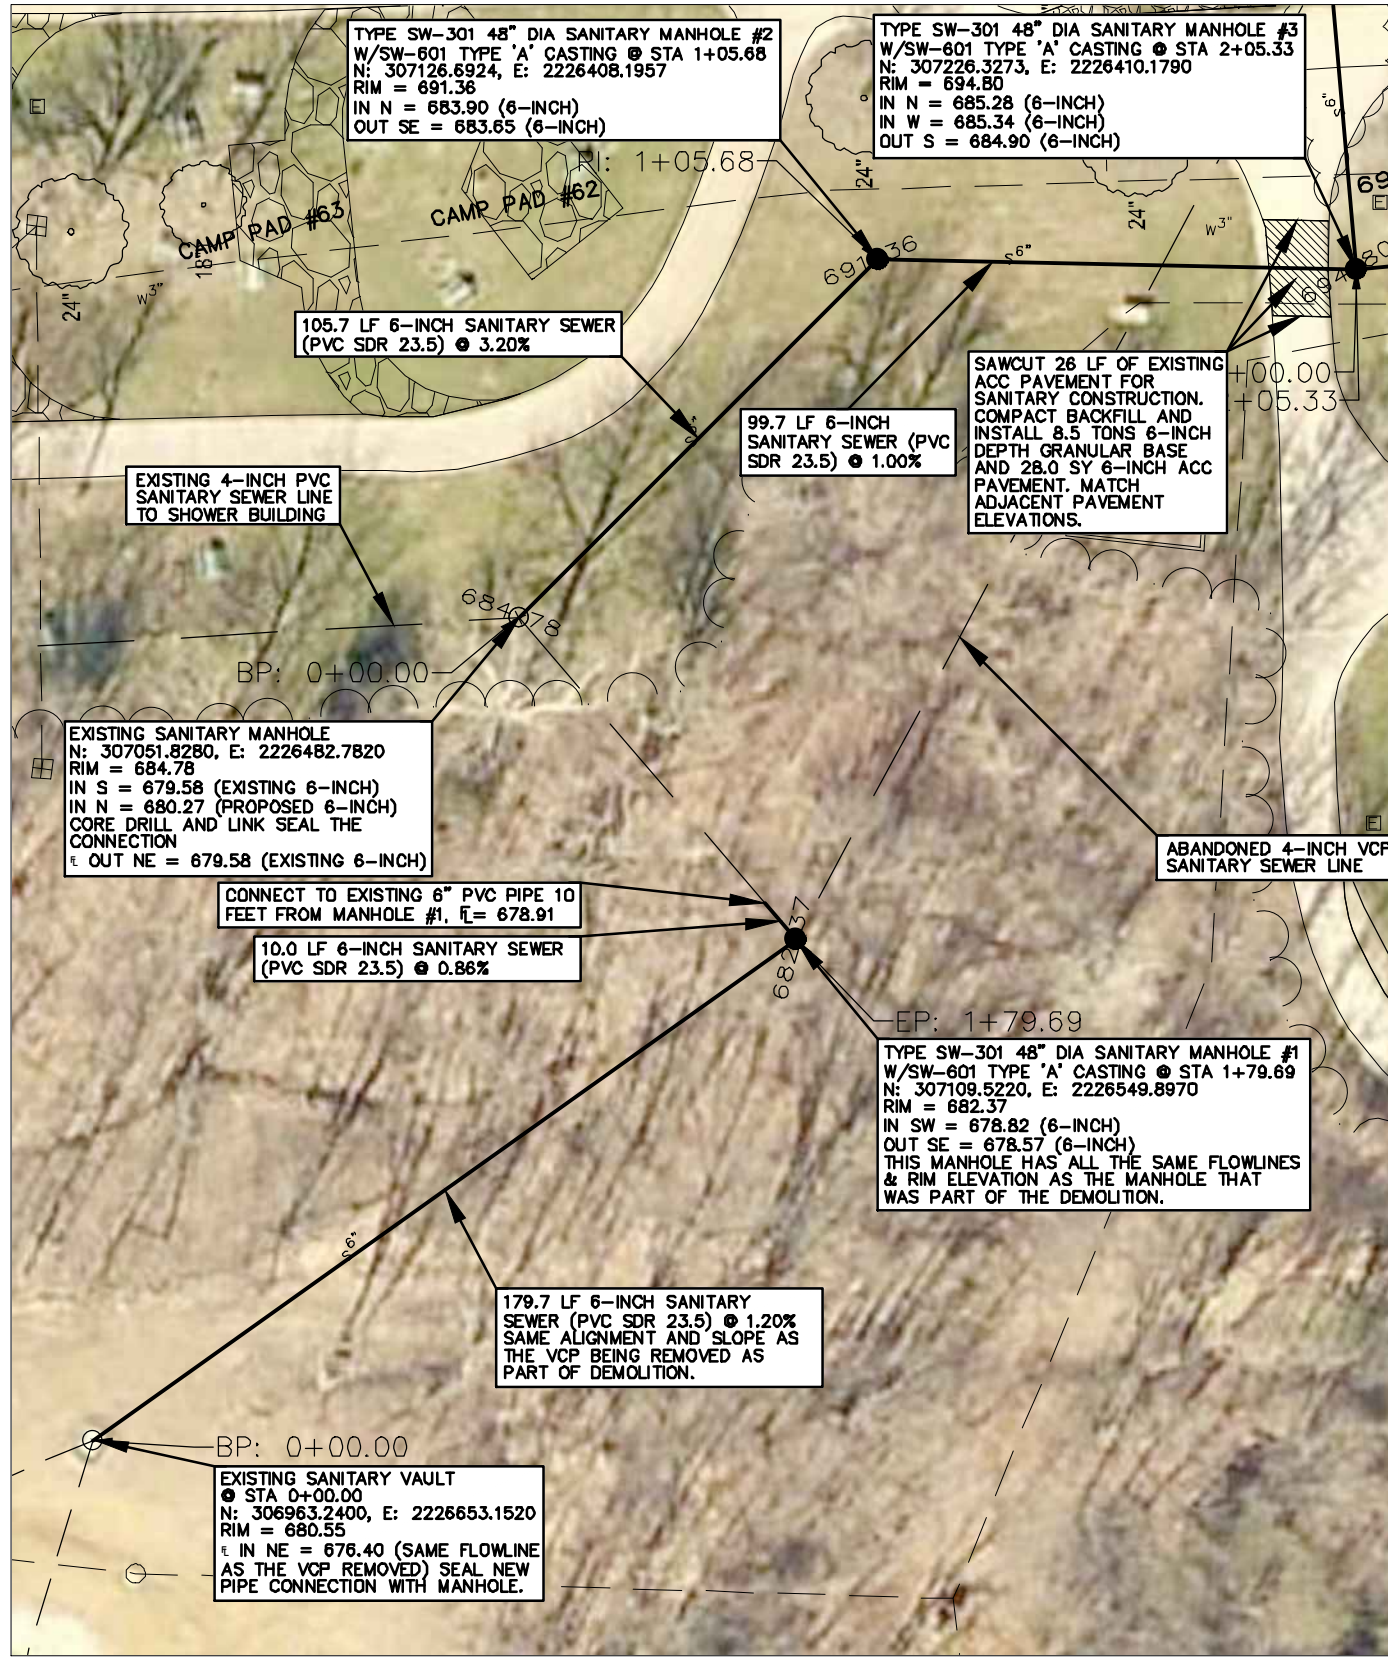 TYPE SW-301 48" DIA SANITARY MANHOLE #2
W/SW-601 TYPE 'A' CASTING @ STA 1+05.68
N: 307126.6924, E: 2226408.1957
RIM = 691.36
IN N = 683.90 (6-INCH)
OUT SE = 683.65 (6-INCH)
TYPE SW-301 48" DIA SANITARY MANHOLE #3
W/SW-601 TYPE 'A' CASTING @ STA 2+05.33
N: 307226.3273, E: 2226410.1790
RIM = 694.80
IN N = 685.28 (6-INCH)
IN W = 685.34 (6-INCH)
OUT S = 684.90 (6-INCH)
E
S6"
PI: 1+05.68
24"
24"
69
E
CAMP PAD #63
CAMP PAD #62
18"
24"
W3"
W3"
S6"
691.36
694.80
105.7 LF 6-INCH SANITARY SEWER
(PVC SDR 23.5) @ 3.20%
SAWCUT 26 LF OF EXISTING
ACC PAVEMENT FOR
SANITARY CONSTRUCTION.
COMPACT BACKFILL AND
INSTALL 8.5 TONS 6-INCH
DEPTH GRANULAR BASE
AND 28.0 SY 6-INCH ACC
PAVEMENT. MATCH
ADJACENT PAVEMENT
ELEVATIONS.
+00.00
+05.33
99.7 LF 6-INCH
SANITARY SEWER (PVC
SDR 23.5) @ 1.00%
S6"
EXISTING 4-INCH PVC
SANITARY SEWER LINE
TO SHOWER BUILDING
684.78
BP: 0+00.00
EXISTING SANITARY MANHOLE
N: 307051.8280, E: 2226482.7820
RIM = 684.78
IN S = 679.58 (EXISTING 6-INCH)
IN N = 680.27 (PROPOSED 6-INCH)
CORE DRILL AND LINK SEAL THE
CONNECTION
FL OUT NE = 679.58 (EXISTING 6-INCH)
E
ABANDONED 4-INCH VCP
SANITARY SEWER LINE
CONNECT TO EXISTING 6" PVC PIPE 10
FEET FROM MANHOLE #1, FL= 678.91
10.0 LF 6-INCH SANITARY SEWER
(PVC SDR 23.5) @ 0.86%
682.37
EP: 1+79.69
TYPE SW-301 48" DIA SANITARY MANHOLE #1
W/SW-601 TYPE 'A' CASTING @ STA 1+79.69
N: 307109.5220, E: 2226549.8970
RIM = 682.37
IN SW = 678.82 (6-INCH)
OUT SE = 678.57 (6-INCH)
THIS MANHOLE HAS ALL THE SAME FLOWLINES
& RIM ELEVATION AS THE MANHOLE THAT
WAS PART OF THE DEMOLITION.
S6"
179.7 LF 6-INCH SANITARY
SEWER (PVC SDR 23.5) @ 1.20%
SAME ALIGNMENT AND SLOPE AS
THE VCP BEING REMOVED AS
PART OF DEMOLITION.
BP: 0+00.00
EXISTING SANITARY VAULT
@ STA 0+00.00
N: 306963.2400, E: 2226653.1520
RIM = 680.55
FL IN NE = 676.40 (SAME FLOWLINE
AS THE VCP REMOVED) SEAL NEW
PIPE CONNECTION WITH MANHOLE.